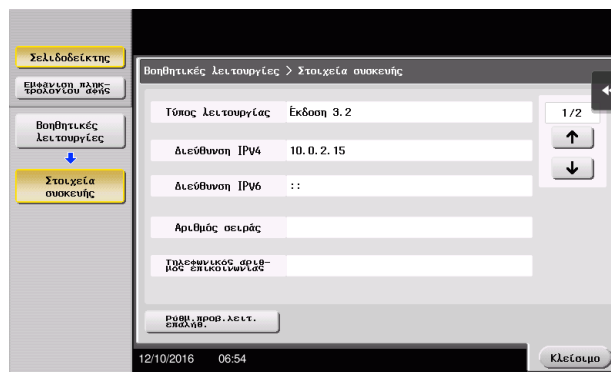 Σελιδοδείκτης
Εμφάνιση πληκ-
τρολογίου αφής
Βοηθητικές
λειτουργίες
Στοιχεία
συσκευής
Βοηθητικές λειτουργίες > Στοιχεία συσκευής
Τύπος λειτουργίας Έκδοση 3.2
1/2
Διεύθυνση IPV4 10.0.2.15
Διεύθυνση IPV6 ::
Αριθμός σειράς
Τηλεφωνικός αριθ-
μός επικοινωνίας
Ρύθμ.προβ.λειτ.
επαλήθ.
12/10/2016 06:54
Κλείσιμο